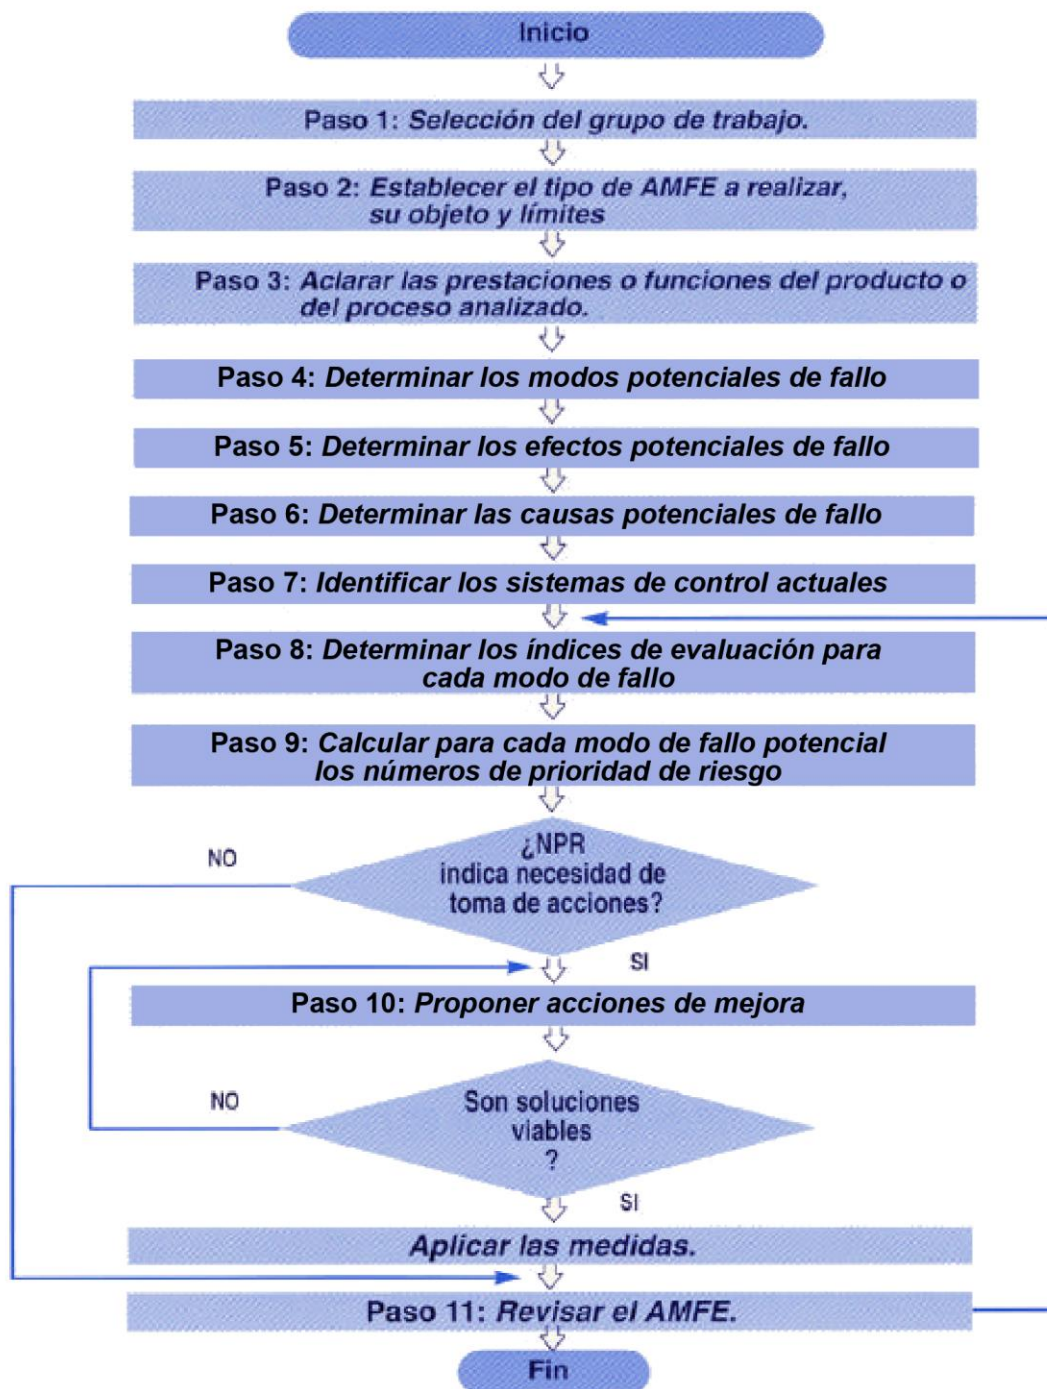 Inicio
Paso 1: Selección del grupo de trabajo.
Paso 2: Establecer el tipo de AMFE a realizar,
su objeto y límites
Paso 3: Aclarar las prestaciones o funciones del producto o
del proceso analizado.
Paso 4: Determinar los modos potenciales de fallo
Paso 5: Determinar los efectos potenciales de fallo
Paso 6: Determinar las causas potenciales de fallo
Paso 7: Identificar los sistemas de control actuales
Paso 8: Determinar los índices de evaluación para
cada modo de fallo
Paso 9: Calcular para cada modo de fallo potencial
los números de prioridad de riesgo
¿NPR
indica necesidad de
toma de acciones?
NO
SI
Paso 10: Proponer acciones de mejora
Son soluciones
viables
?
NO
SI
Aplicar las medidas.
Paso 11: Revisar el AMFE.
Fin